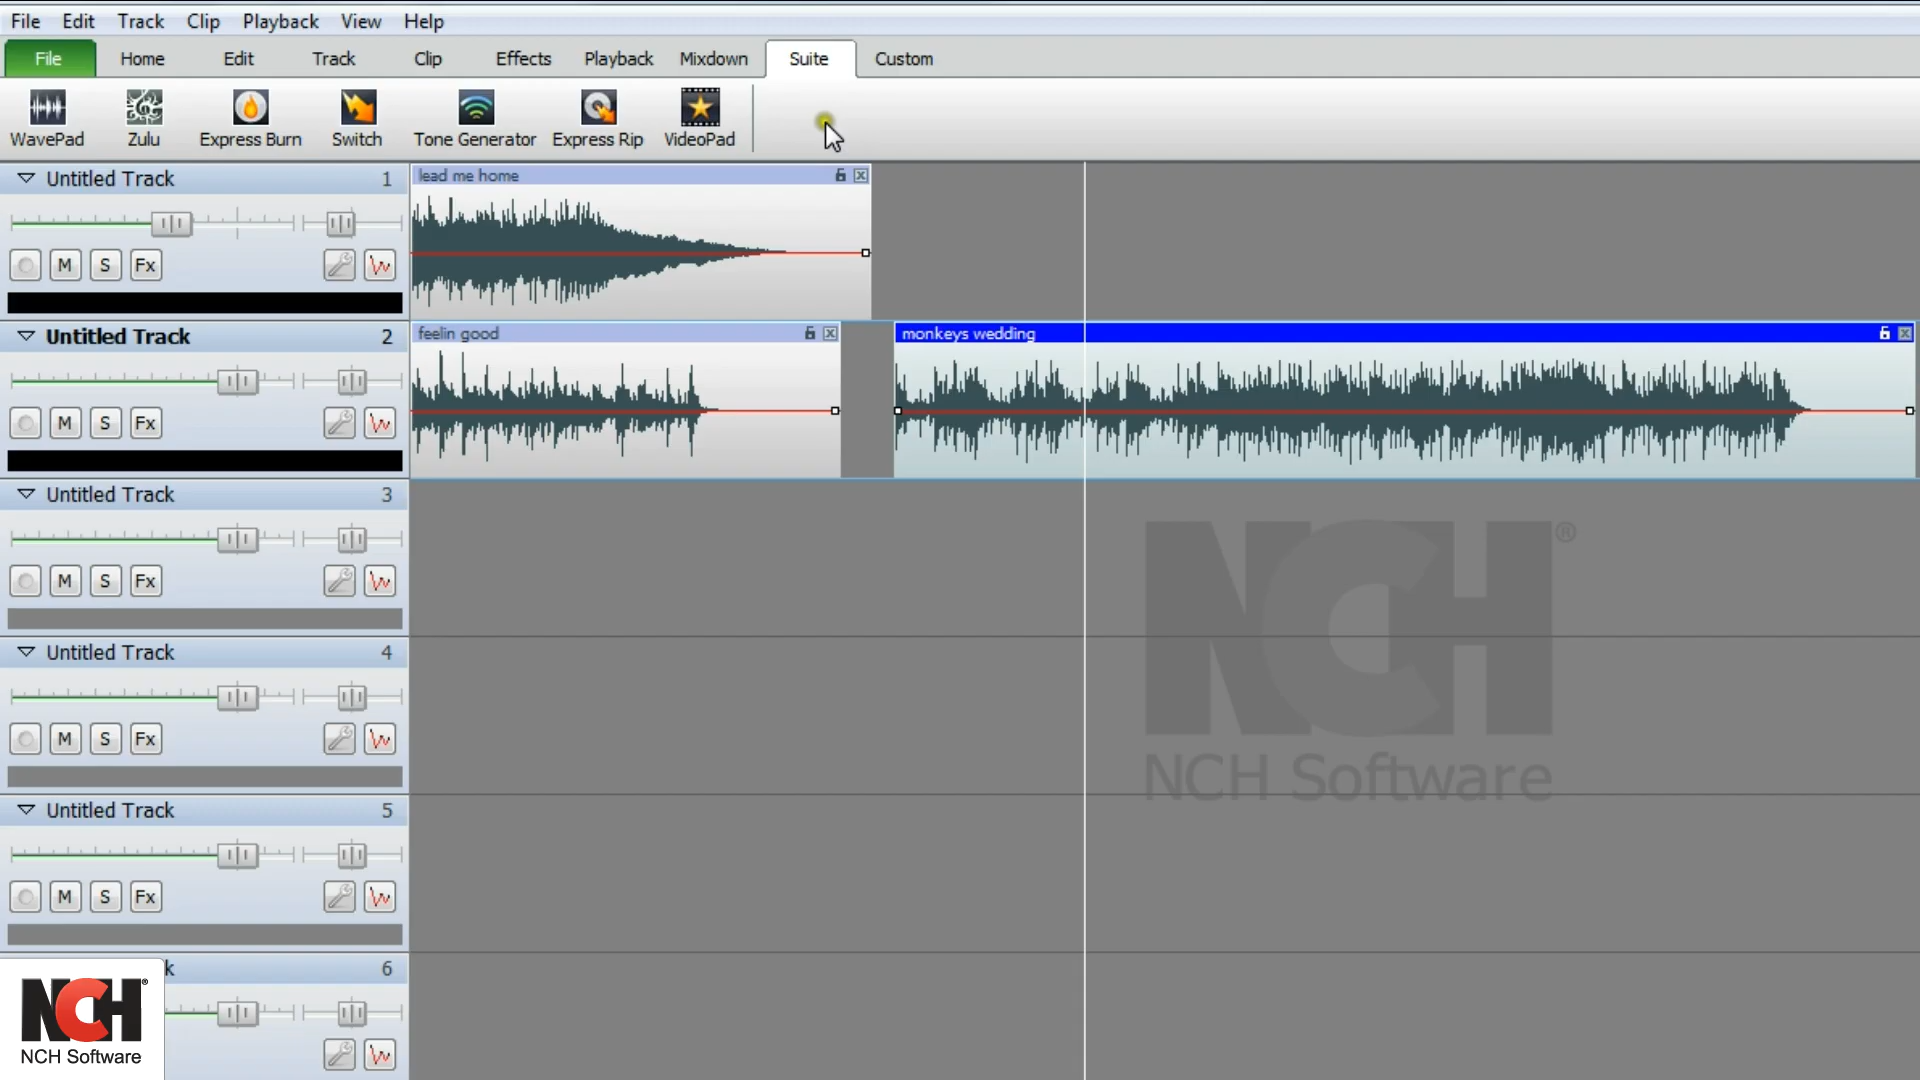 File Edit Track Clip Playback View Help
File Home Edit Track Clip Effects Playback Mixdown Suite Custom
WavePad Zulu Express Burn Switch Tone Generator Express Rip VideoPad
Untitled Track 1
lead me home
M S Fx
Untitled Track 2
feelin good
monkeys wedding
M S Fx
Untitled Track 3
M S Fx
NCH®
NCH Software
Untitled Track 4
M S Fx
Untitled Track 5
M S Fx
k 6
NCH®
NCH Software